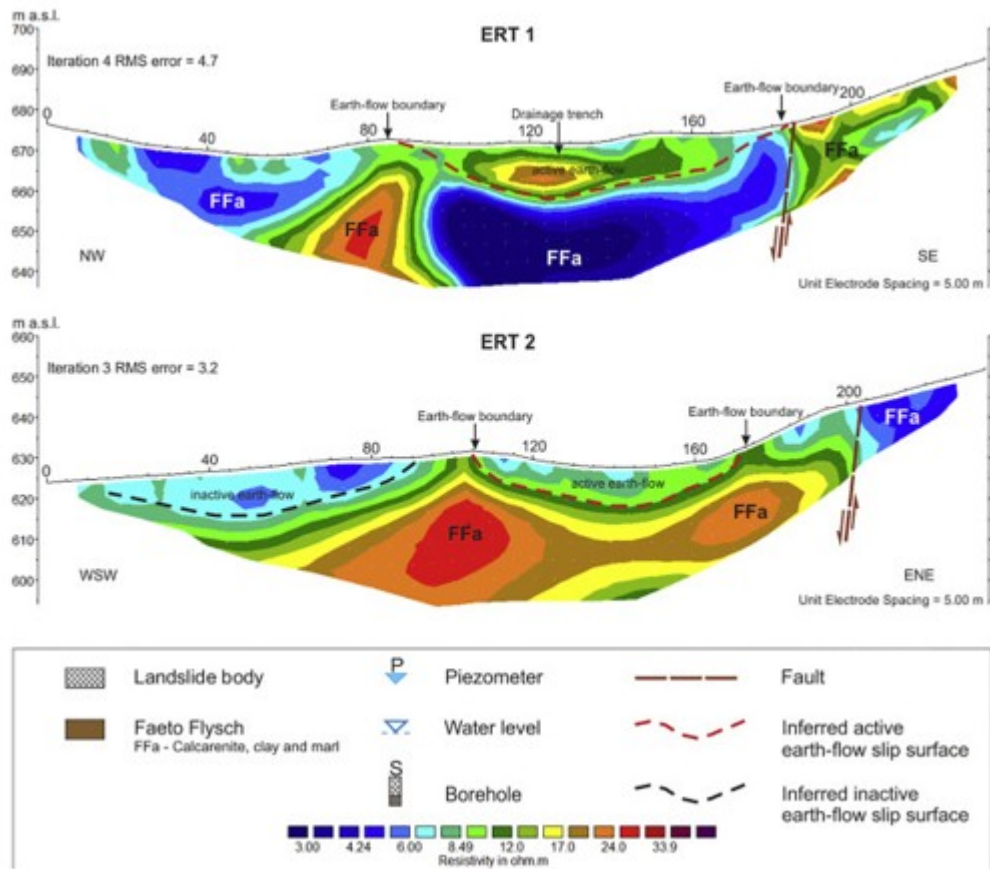 m a.s.l.
ERT 1
700
690
680
670
660
650
640
Iteration 4 RMS error = 4.7
Earth-flow boundary
Drainage trench
Earth-flow boundary
0
40
80
120
160
200
active earth-flow
FFa
FFa
FFa
FFa
NW
SE
Unit Electrode Spacing = 5.00 m
m a.s.l.
ERT 2
660
650
640
630
620
610
600
Iteration 3 RMS error = 3.2
Earth-flow boundary
Earth-flow boundary
0
40
80
120
160
200
inactive earth-flow
active earth-flow
FFa
FFa
FFa
WSW
ENE
Unit Electrode Spacing = 5.00 m
Landslide body
Faeto Flysch
FFa - Calcarenite, clay and marl
P
Piezometer
Water level
S
Borehole
Fault
Inferred active
earth-flow slip surface
Inferred inactive
earth-flow slip surface
3.00 4.24 6.00 8.49 12.0 17.0 24.0 33.9
Resistivity in ohm.m